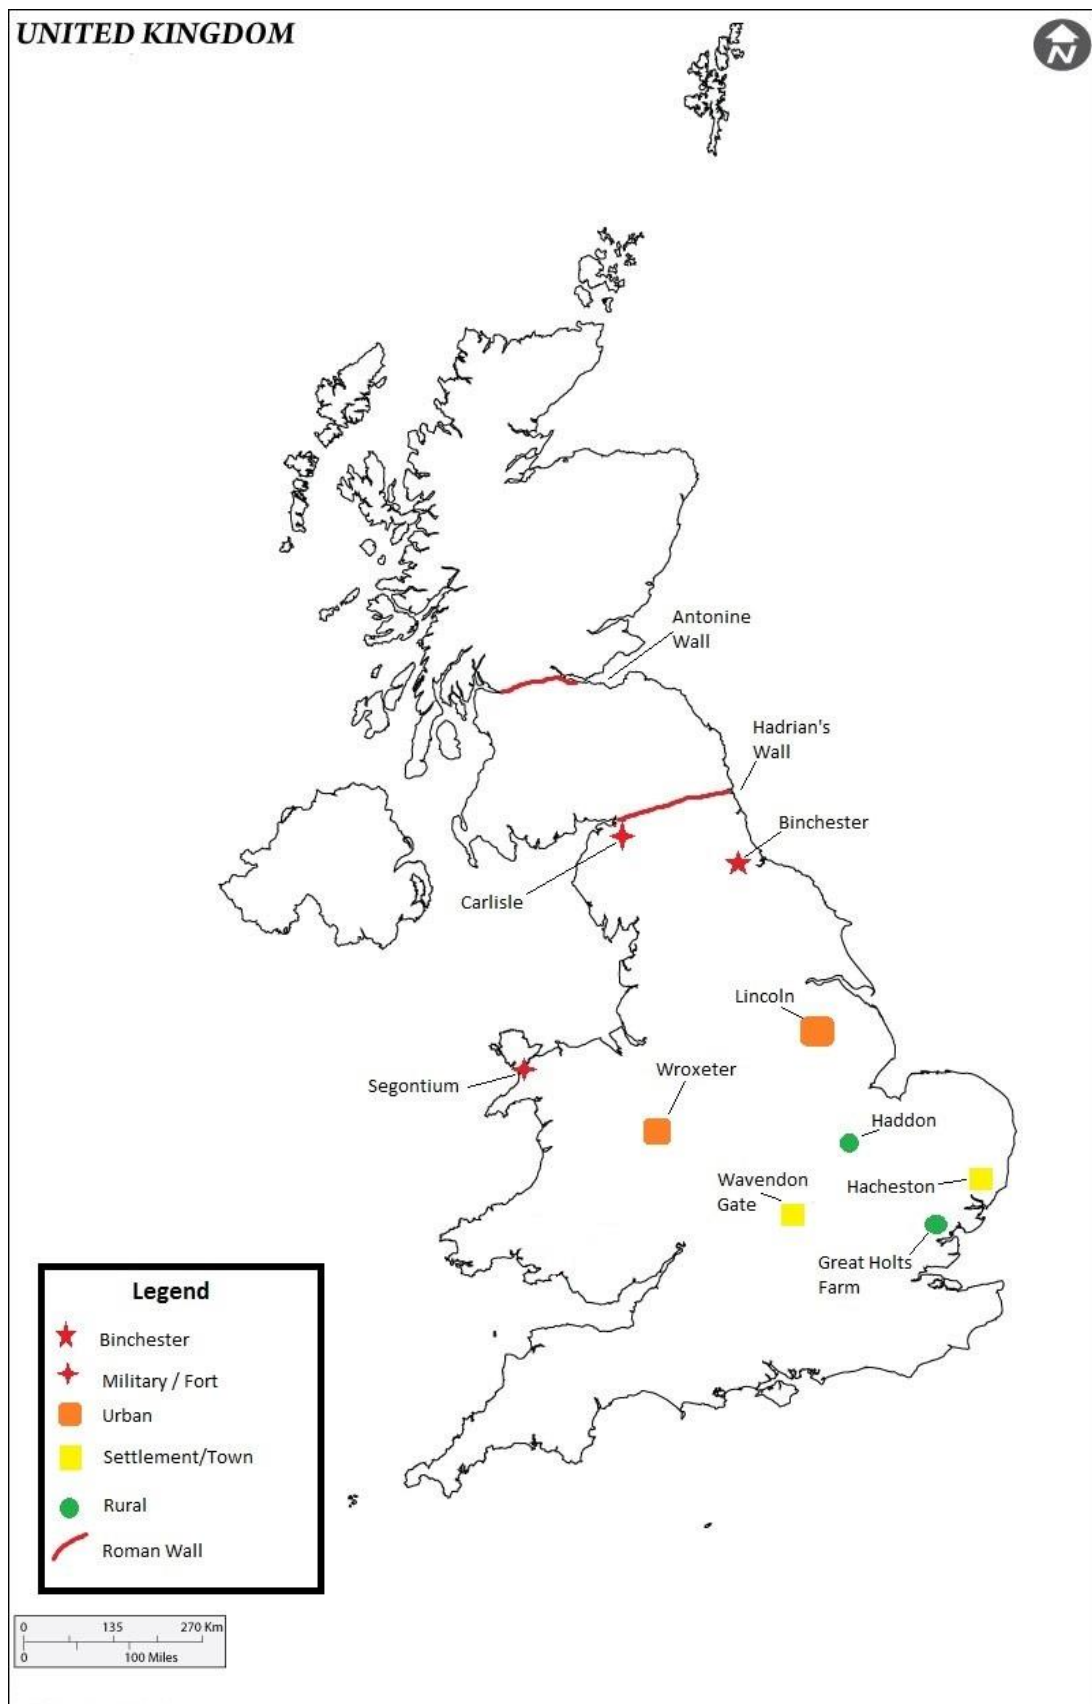 UNITED KINGDOM
N
Antonine
Wall
Hadrian's
Wall
Binchester
Carlisle
Lincoln
Segontium
Wroxeter
Haddon
Wavendon
Gate
Hacheston
Great Holts
Farm
Legend
Binchester
Military / Fort
Urban
Settlement/Town
Rural
Roman Wall
0 135 270 Km
0 100 Miles